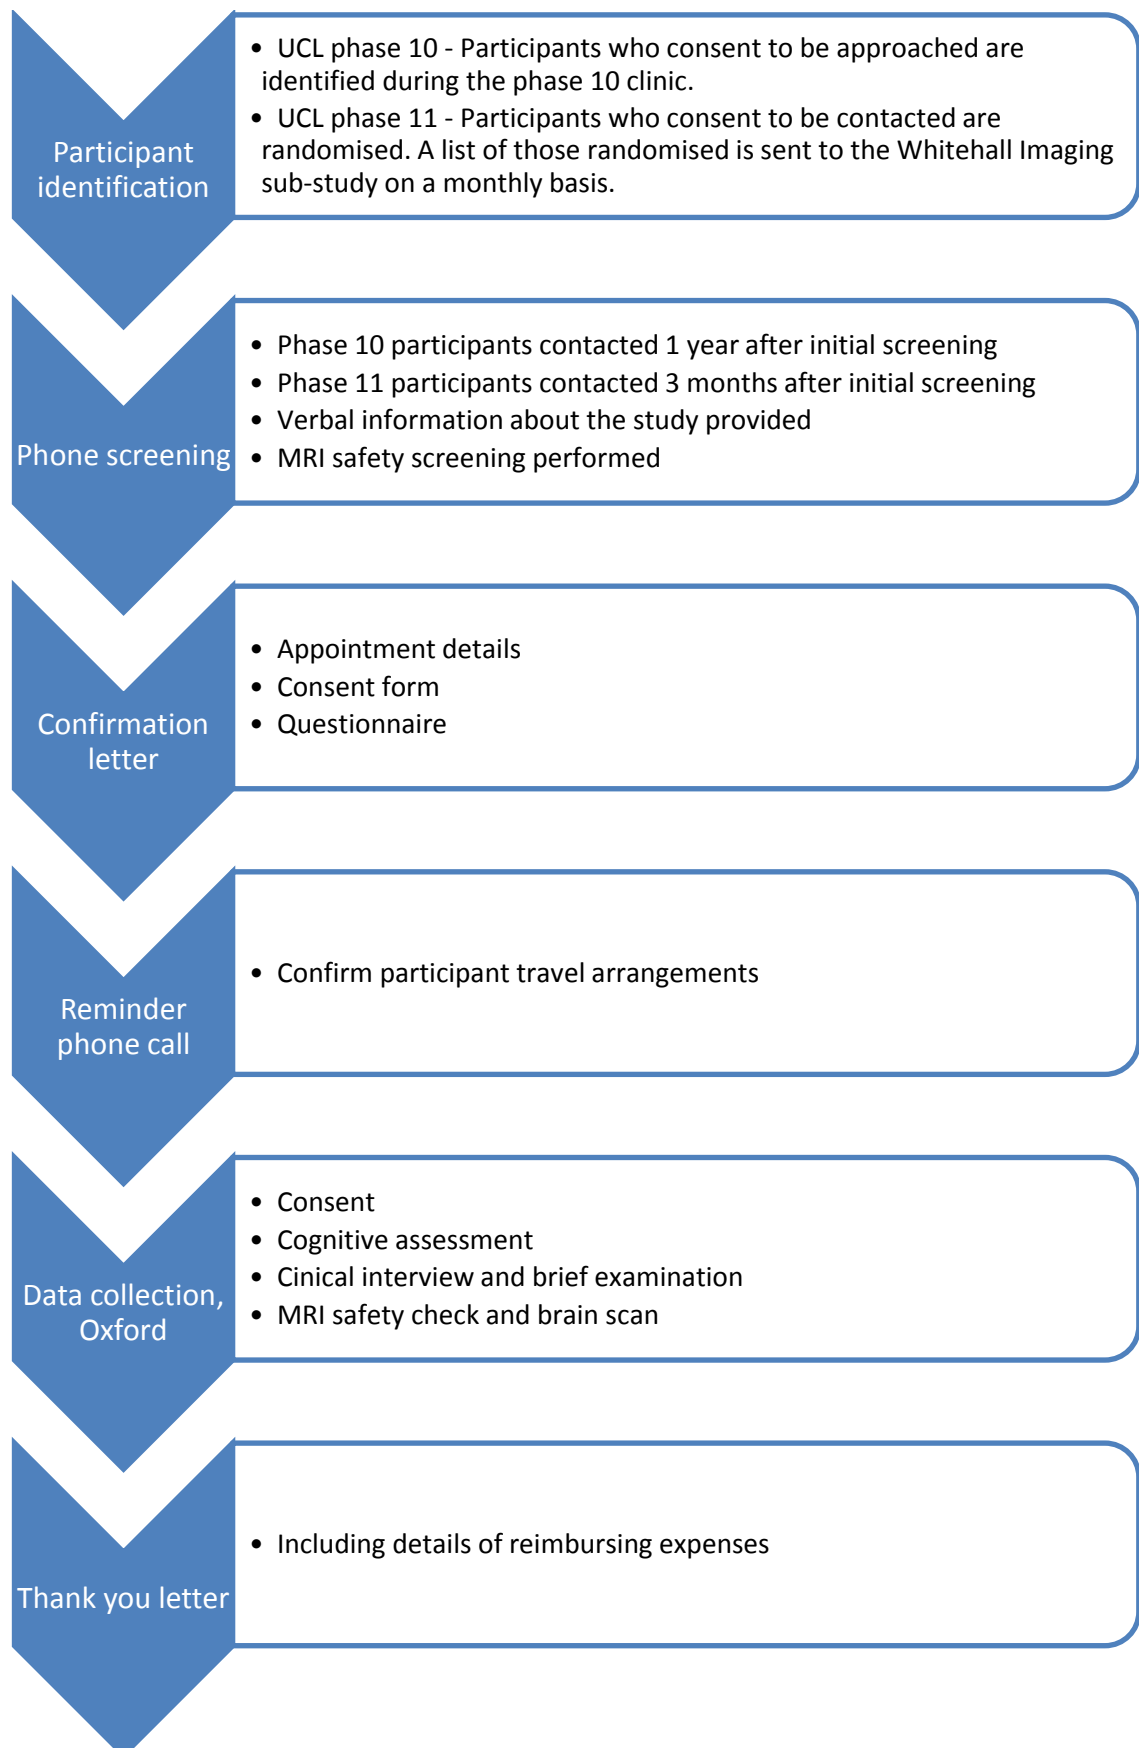 Participant
identification
• UCL phase 10 - Participants who consent to be approached are
identified during the phase 10 clinic.
• UCL phase 11 - Participants who consent to be contacted are
randomised. A list of those randomised is sent to the Whitehall Imaging
sub-study on a monthly basis.
Phone screening
• Phase 10 participants contacted 1 year after initial screening
• Phase 11 participants contacted 3 months after initial screening
• Verbal information about the study provided
• MRI safety screening performed
Confirmation
letter
• Appointment details
• Consent form
• Questionnaire
Reminder
phone call
• Confirm participant travel arrangements
Data collection,
Oxford
• Consent
• Cognitive assessment
• Cinical interview and brief examination
• MRI safety check and brain scan
Thank you letter
• Including details of reimbursing expenses